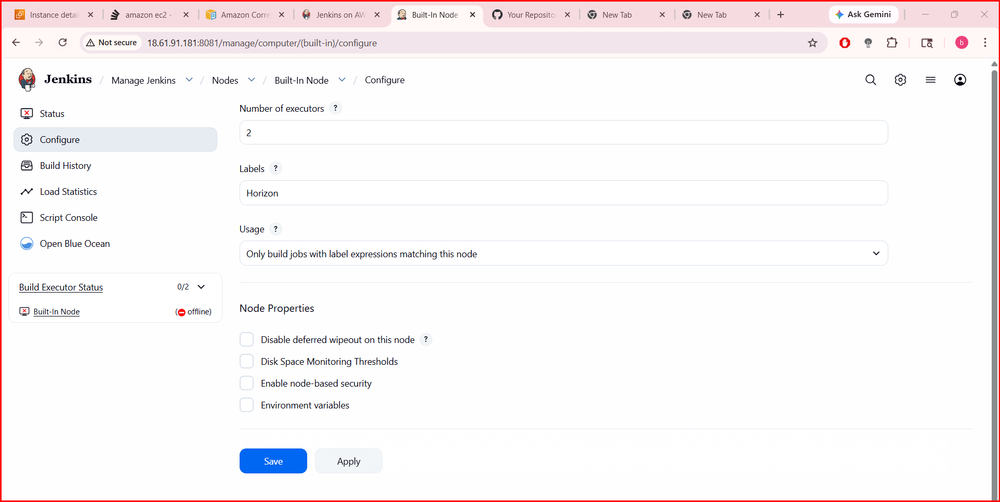 Instance detai
amazon ec2 -
Amazon Corre
Jenkins on AW
Built-In Node
Your Reposito
New Tab
New Tab
Ask Gemini
Not secure
18.61.91.181:8081/manage/computer/(built-in)/configure
b
Jenkins / Manage Jenkins / Nodes / Built-In Node / Configure
Status
Configure
Build History
Load Statistics
Script Console
Open Blue Ocean
Build Executor Status 0/2
Built-In Node (offline)
Number of executors ?
2
Labels ?
Horizon
Usage ?
Only build jobs with label expressions matching this node
Node Properties
Disable deferred wipeout on this node ?
Disk Space Monitoring Thresholds
Enable node-based security
Environment variables
Save
Apply